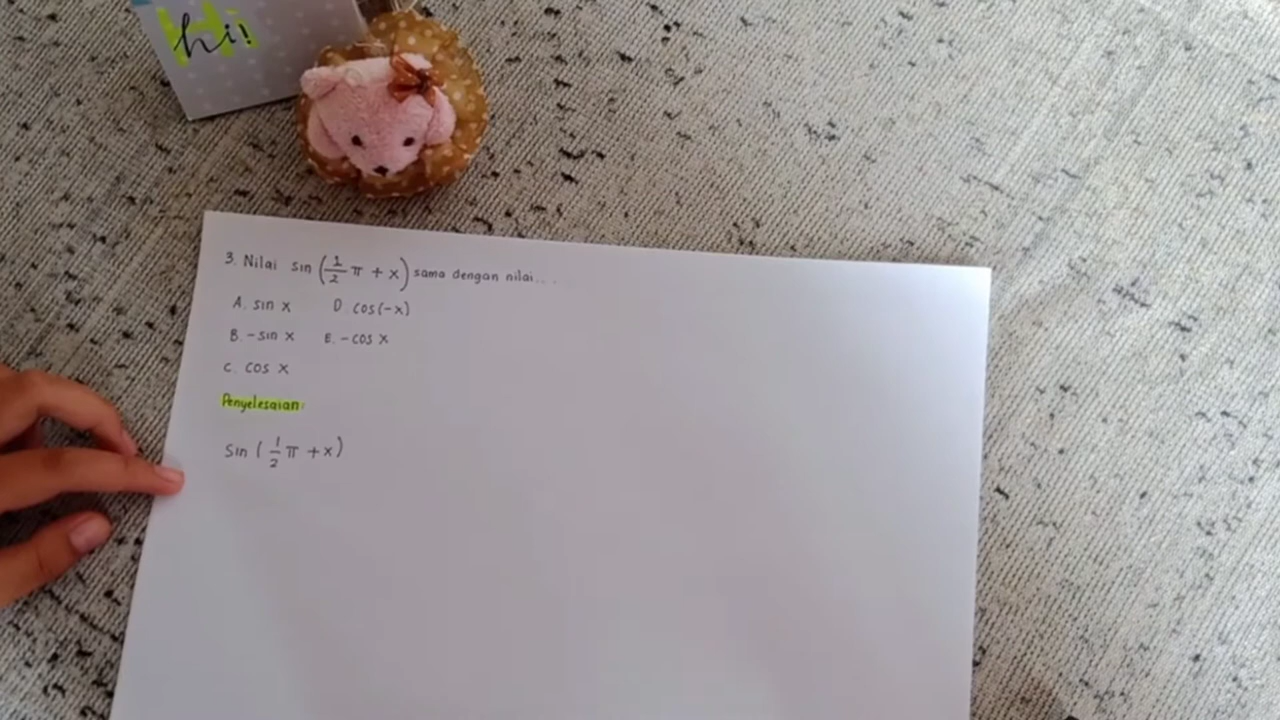 hi!
3. Nilai sin (1/2 π + x) sama dengan nilai...
A. sin x D. cos(-x)
B. -sin x E. -cos x
C. cos x
Penyelesaian:
Sin (1/2 π + x)